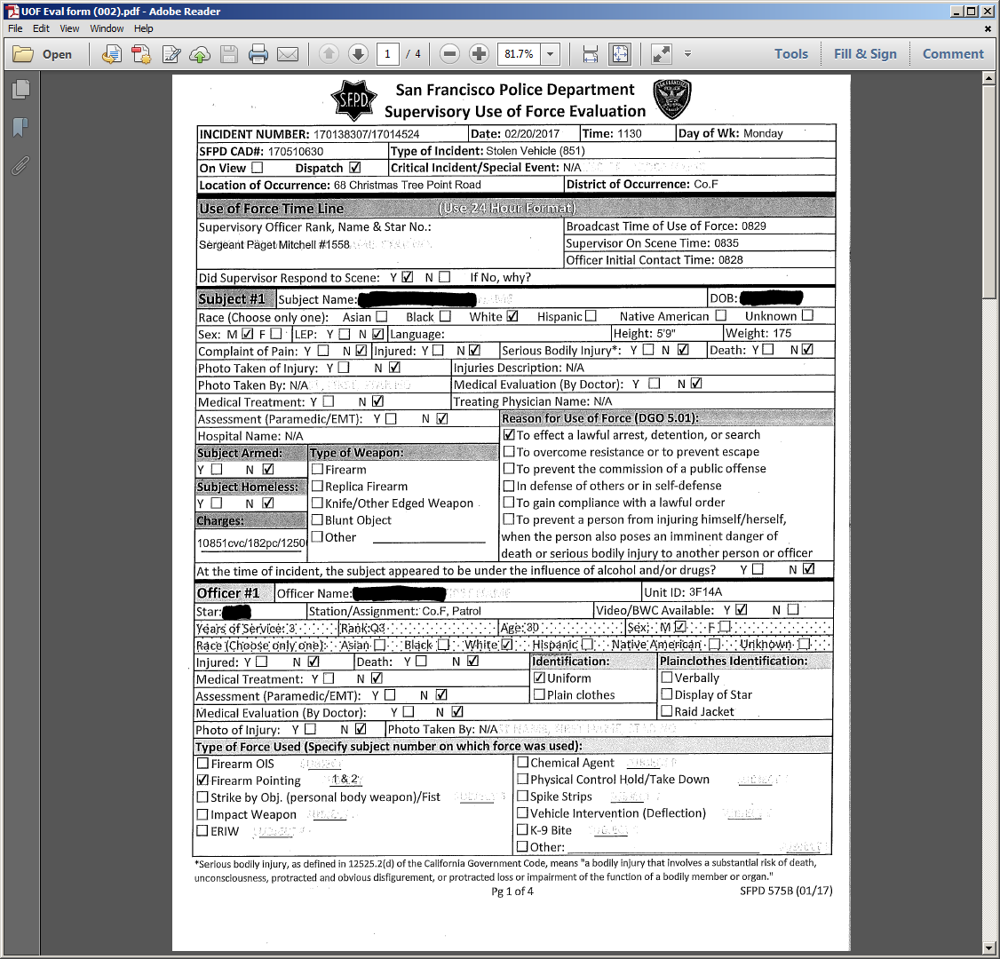 UOF Eval form (002).pdf - Adobe Reader
File Edit View Window Help
Open 1 / 4 81.7% Tools Fill & Sign Comment
S.F.P.D. San Francisco Police Department
Supervisory Use of Force Evaluation
INCIDENT NUMBER: 170138307/17014524 Date: 02/20/2017 Time: 1130 Day of Wk: Monday
SFPD CAD#: 170510630 Type of Incident: Stolen Vehicle (851)
On View Dispatch Critical Incident/Special Event: N/A
Location of Occurrence: 68 Christmas Tree Point Road District of Occurrence: Co.F
Use of Force Time Line (Use 24 Hour Format)
Supervisory Officer Rank, Name & Star No.: Broadcast Time of Use of Force: 0829
Sergeant Paget Mitchell #1558 Supervisor On Scene Time: 0835
Officer Initial Contact Time: 0828
Did Supervisor Respond to Scene: Y N If No, why?
Subject #1 Subject Name: DOB:
Race (Choose only one): Asian Black White Hispanic Native American Unknown
Sex: M F LEP: Y N Language: Height: 5'9" Weight: 175
Complaint of Pain: Y N Injured: Y N Serious Bodily Injury*: Y N Death: Y N
Photo Taken of Injury: Y N Injuries Description: N/A
Photo Taken By: N/A Medical Evaluation (By Doctor): Y N
Medical Treatment: Y N Treating Physician Name: N/A
Assessment (Paramedic/EMT): Y N Reason for Use of Force (DGO 5.01):
Hospital Name: N/A To effect a lawful arrest, detention, or search
Subject Armed: Type of Weapon: To overcome resistance or to prevent escape
Y N Firearm To prevent the commission of a public offense
Subject Homeless: Replica Firearm In defense of others or in self-defense
Y N Knife/Other Edged Weapon To gain compliance with a lawful order
Charges: Blunt Object To prevent a person from injuring himself/herself,
10851cvc/182pc/1250 Other when the person also poses an imminent danger of
death or serious bodily injury to another person or officer
At the time of incident, the subject appeared to be under the influence of alcohol and/or drugs? Y N
Officer #1 Officer Name: Unit ID: 3F14A
Star: Station/Assignment: Co.F, Patrol Video/BWC Available: Y N
Years of Service: 3 Rank:Q3 Age:30 Sex: M F
Race (Choose only one): Asian Black White Hispanic Native American Unknown
Injured: Y N Death: Y N Identification: Plainclothes Identification:
Medical Treatment: Y N Uniform Verbally
Assessment (Paramedic/EMT): Y N Plain clothes Display of Star
Medical Evaluation (By Doctor): Y N Raid Jacket
Photo of Injury: Y N Photo Taken By: N/A
Type of Force Used (Specify subject number on which force was used):
Firearm OIS Chemical Agent
Firearm Pointing 1 & 2 Physical Control Hold/Take Down
Strike by Obj. (personal body weapon)/Fist Spike Strips
Impact Weapon Vehicle Intervention (Deflection)
ERIW K-9 Bite
Other:
*Serious bodily injury, as defined in 12525.2(d) of the California Government Code, means "a bodily injury that involves a substantial risk of death,
unconsciousness, protracted and obvious disfigurement, or protracted loss or impairment of the function of a bodily member or organ."
Pg 1 of 4 SFPD 575B (01/17)